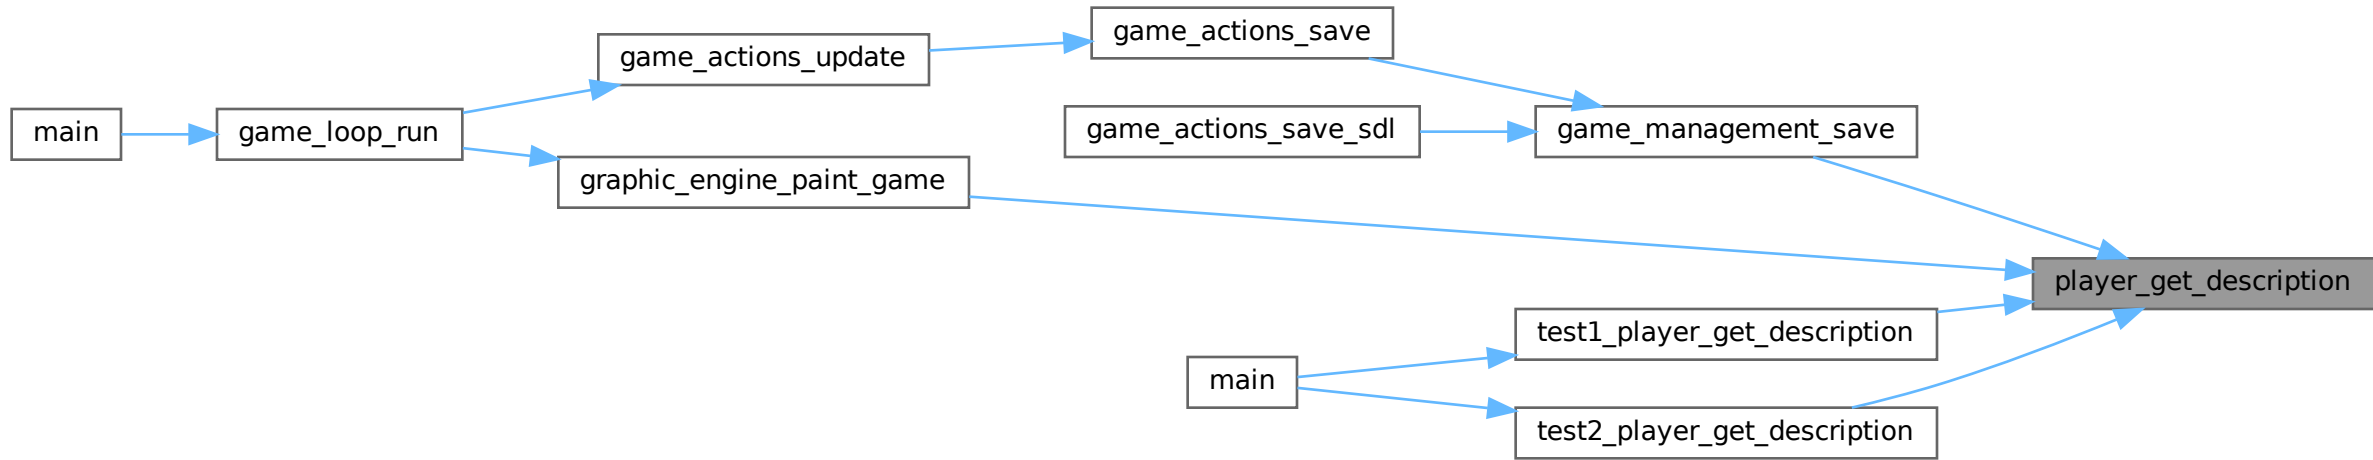 game_actions_save
game_actions_update
main
game_loop_run
game_actions_save_sdl
game_management_save
graphic_engine_paint_game
player_get_description
test1_player_get_description
main
test2_player_get_description